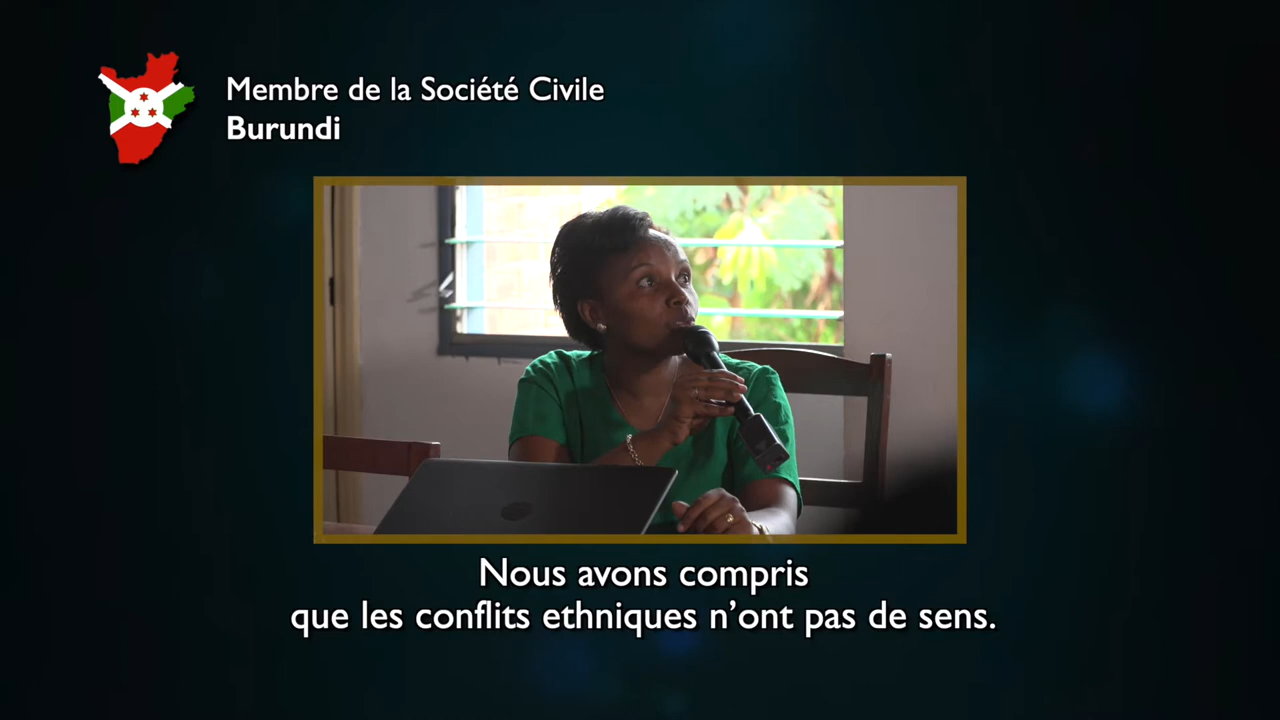 Membre de la Société Civile
Burundi
Nous avons compris
que les conflits ethniques n’ont pas de sens.